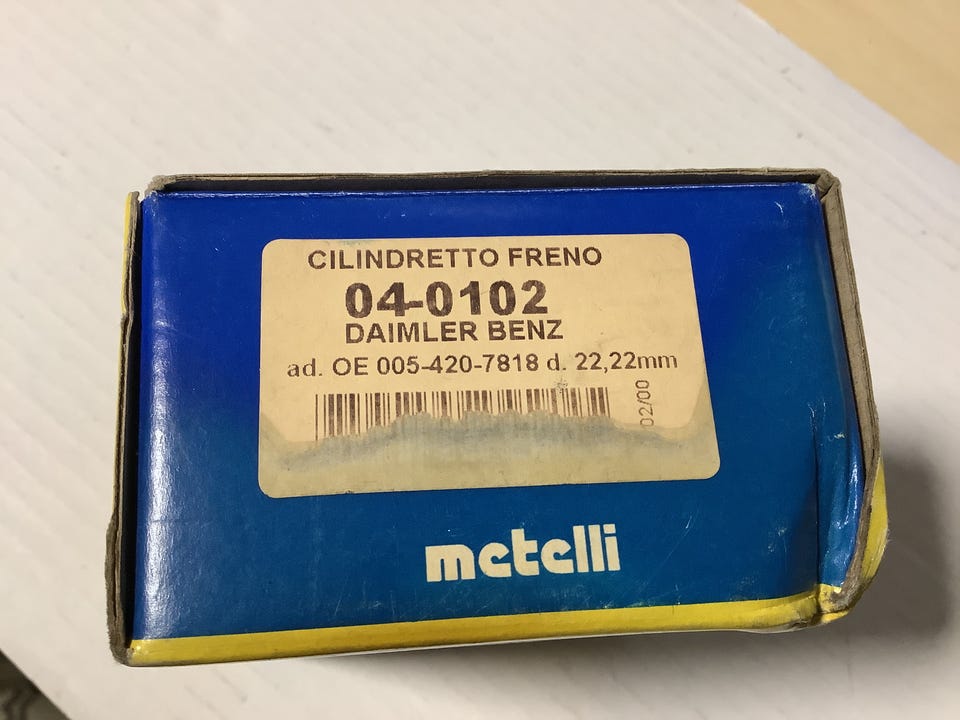 CILINDRETTO FRENO
04-0102
DAIMLER BENZ
ad. OE 005-420-7818 d. 22,22mm
02/00
metelli